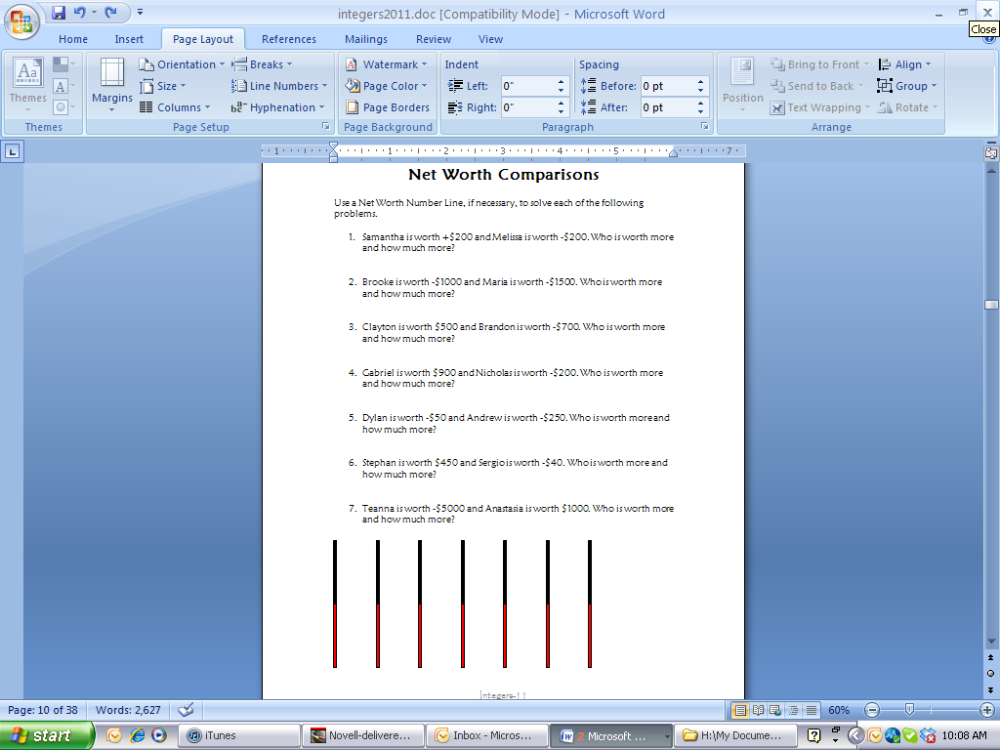 integers2011.doc [Compatibility Mode] - Microsoft Word
Close
Home Insert Page Layout References Mailings Review View
Themes
Margins
Orientation
Size
Columns
Breaks
Line Numbers
Hyphenation
Watermark
Page Color
Page Borders
Indent
Left: 0"
Right: 0"
Spacing
Before: 0 pt
After: 0 pt
Position
Bring to Front
Send to Back
Text Wrapping
Align
Group
Rotate
Themes Page Setup Page Background Paragraph Arrange
1 1 2 3 4 5 7
Net Worth Comparisons
Use a Net Worth Number Line, if necessary, to solve each of the following
problems.
1. Samantha is worth +$200 and Melissa is worth -$200. Who is worth more
and how much more?
2. Brooke is worth -$1000 and Maria is worth -$1500. Who is worth more
and how much more?
3. Clayton is worth $500 and Brandon is worth -$700. Who is worth more
and how much more?
4. Gabriel is worth $900 and Nicholas is worth -$200. Who is worth more
and how much more?
5. Dylan is worth -$50 and Andrew is worth -$250. Who is worth more and
how much more?
6. Stephan is worth $450 and Sergio is worth -$40. Who is worth more and
how much more?
7. Teanna is worth -$5000 and Anastasia is worth $1000. Who is worth more
and how much more?
Integers-11
Page: 10 of 38 Words: 2,627 60%
start iTunes Novell-delivere... Inbox - Micros... 2 Microsoft ... H:\My Docume... 10:08 AM